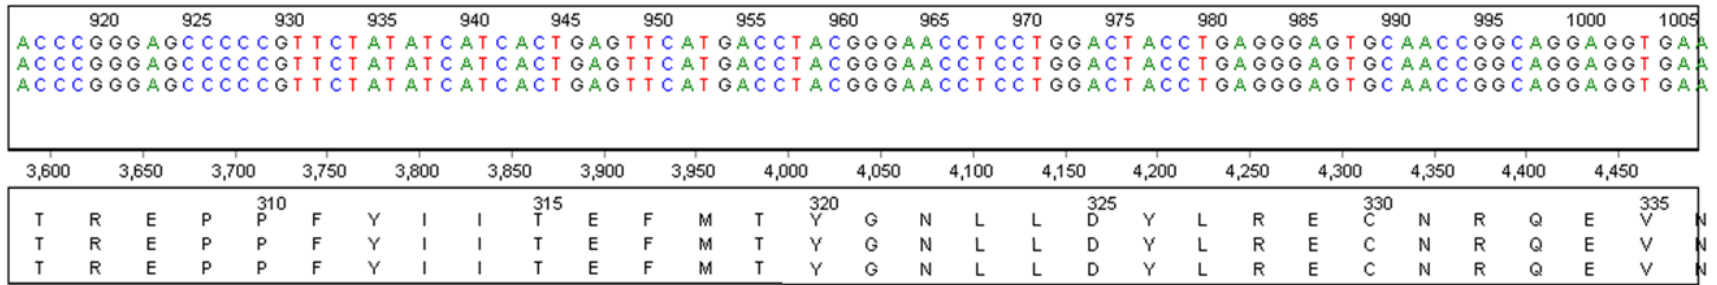 920 925 930 935 940 945 950 955 960 965 970 975 980 985 990 995 1000 1005
A C C C G G G A G C C C C C G T T C T A T A T C A T C A C T G A G T T C A T G A C C T A C G G G A A C C T C C T G G A C T A C C T G A G G G A G T G C A A C C G G C A G G A G G T G A A
A C C C G G G A G C C C C C G T T C T A T A T C A T C A C T G A G T T C A T G A C C T A C G G G A A C C T C C T G G A C T A C C T G A G G G A G T G C A A C C G G C A G G A G G T G A A
A C C C G G G A G C C C C C G T T C T A T A T C A T C A C T G A G T T C A T G A C C T A C G G G A A C C T C C T G G A C T A C C T G A G G G A G T G C A A C C G G C A G G A G G T G A A
3,600 3,650 3,700 3,750 3,800 3,850 3,900 3,950 4,000 4,050 4,100 4,150 4,200 4,250 4,300 4,350 4,400 4,450
310 315 320 325 330 335
T R E P P F Y I I T E F M T Y G N L L D Y L R E C N R Q E V N
T R E P P F Y I I T E F M T Y G N L L D Y L R E C N R Q E V N
T R E P P F Y I I T E F M T Y G N L L D Y L R E C N R Q E V N